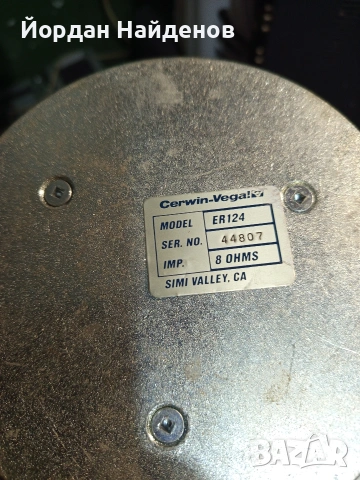 Йордан Найденов
Cerwin-Vega!
MODEL ER124
SER. NO. 44807
IMP. 8 OHMS
SIMI VALLEY, CA
BAZAR